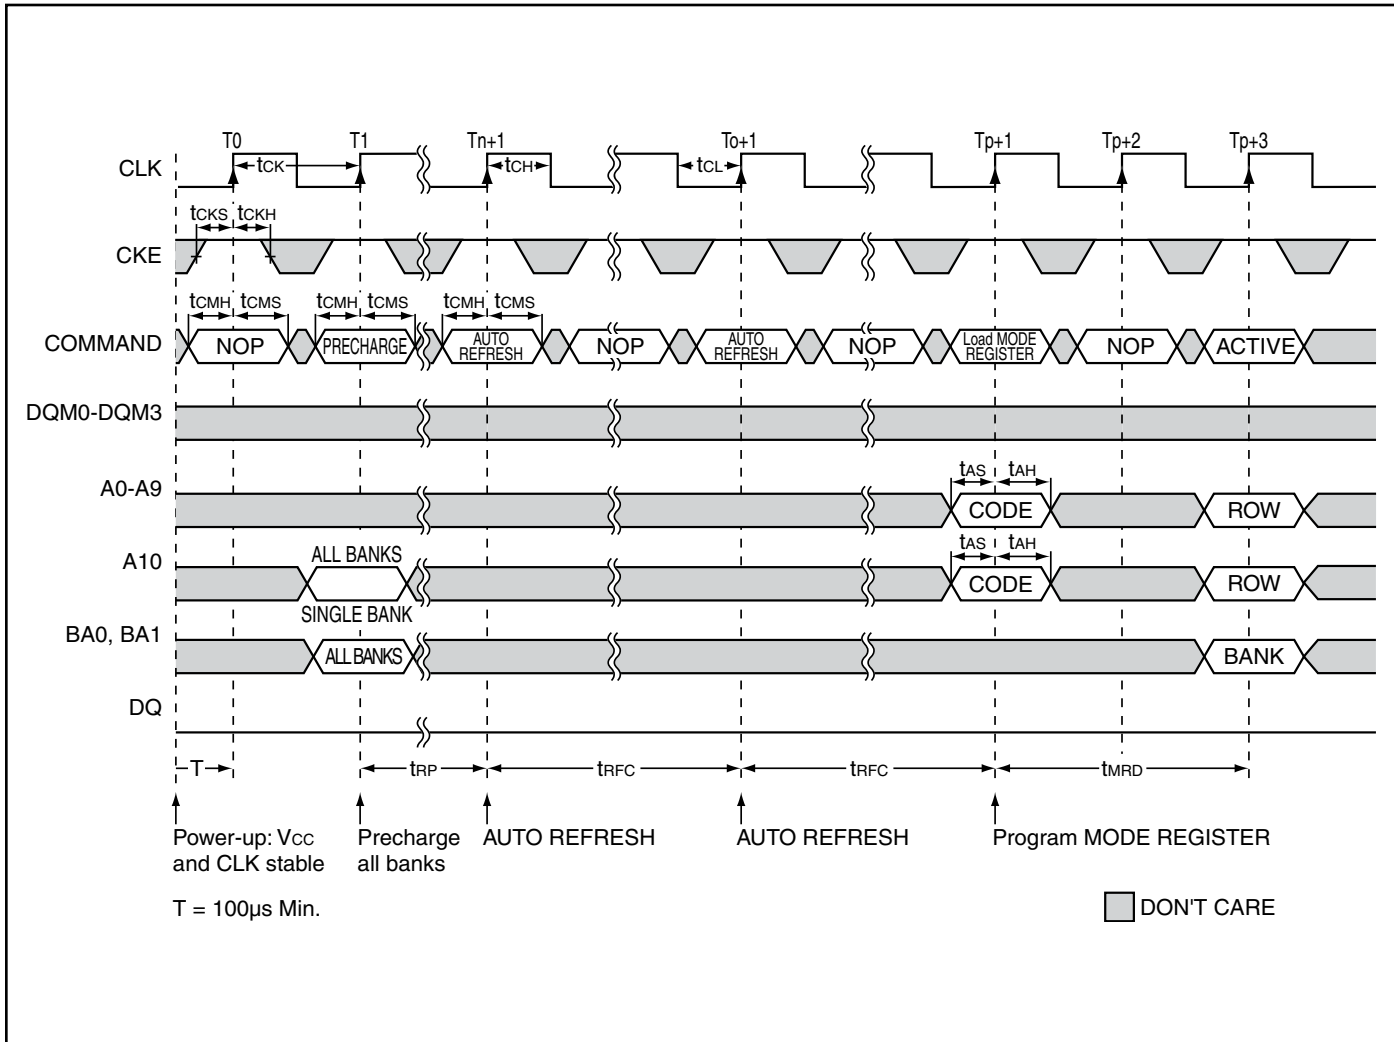 T0 T1 Tn+1 To+1 Tp+1 Tp+2 Tp+3
CLK tCK tCH tCL
tCKS tCKH
CKE
tCMH tCMS tCMH tCMS tCMH tCMS
COMMAND NOP PRECHARGE AUTO REFRESH NOP AUTO REFRESH NOP Load MODE REGISTER NOP ACTIVE
DQM0-DQM3
tAS tAH
A0-A9 CODE ROW
ALL BANKS tAS tAH
A10 CODE ROW
SINGLE BANK
BA0, BA1 ALL BANKS BANK
DQ
T tRP tRFC tRFC tMRD
Power-up: VCC
and CLK stable
Precharge
all banks
AUTO REFRESH
AUTO REFRESH
Program MODE REGISTER
T = 100µs Min.
DON'T CARE